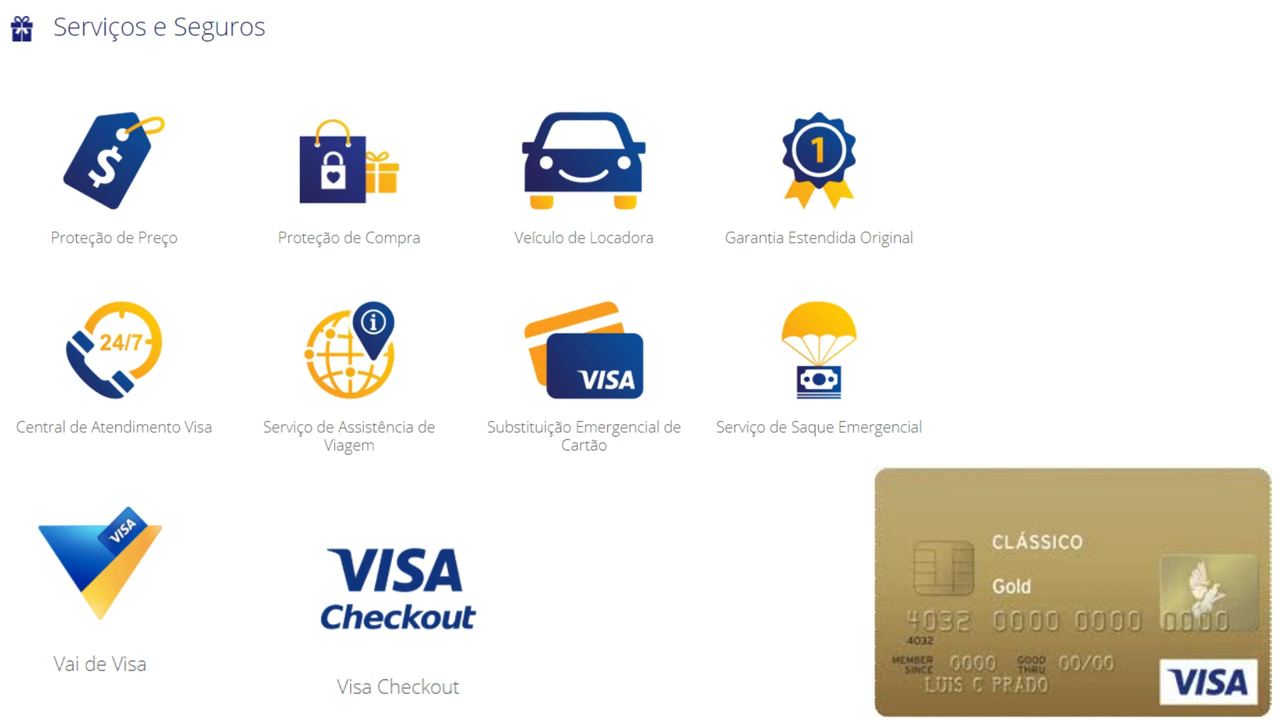 Serviços e Seguros
$
1
Proteção de Preço
Proteção de Compra
Veículo de Locadora
Garantia Estendida Original
24/7
i
VISA
Central de Atendimento Visa
Serviço de Assistência de
Viagem
Substituição Emergencial de
Cartão
Serviço de Saque Emergencial
VISA
VISA
Checkout
Vai de Visa
Visa Checkout
CLÁSSICO
Gold
4032 0000 0000 0000
4032
MEMBER
SINCE
0000
GOOD
THRU
00/00
LUIS C PRADO
VISA